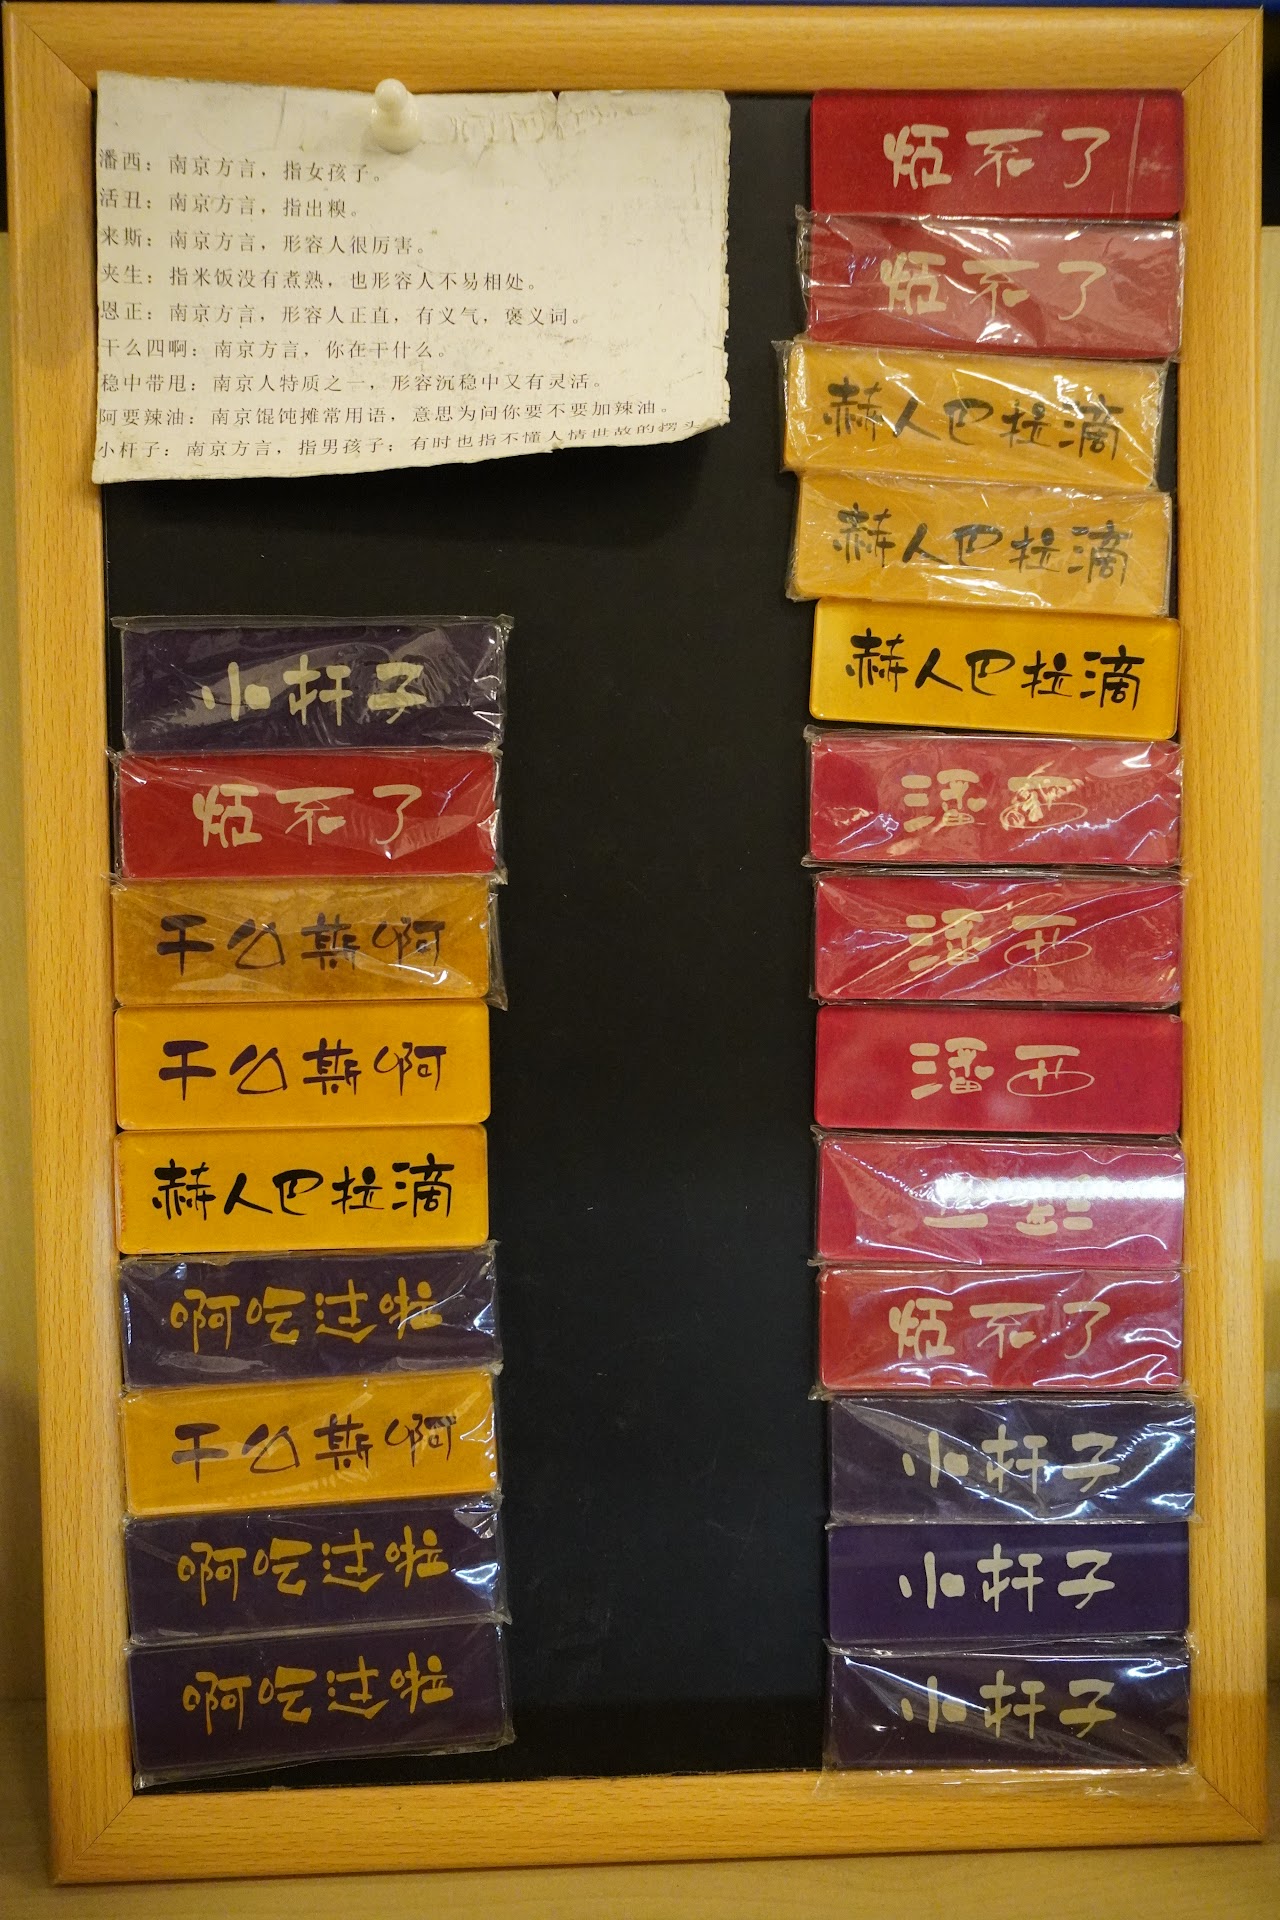 潘西：南京方言，指女孩子。
活丑：南京方言，指出糗。
来斯：南京方言，形容人很厉害。
夹生：指米饭没有煮熟，也形容人不易相处。
恩正：南京方言，形容人正直，有义气，褒义词。
干么四啊：南京方言，你在干什么。
稳中带甩：南京人特质之一，形容沉稳中又有灵活。
阿要辣油：南京馄饨摊常用语，意思为问你要不要加辣油。
小杆子：南京方言，指男孩子；有时也指不懂人情世故的愣头
小杆子
烦不了
干么斯啊
干么斯啊
赫人巴拉滴
啊吃过啦
干么斯啊
啊吃过啦
啊吃过啦
烦不了
烦不了
赫人巴拉滴
赫人巴拉滴
赫人巴拉滴
潘西
潘西
潘西
烦不了
小杆子
小杆子
小杆子